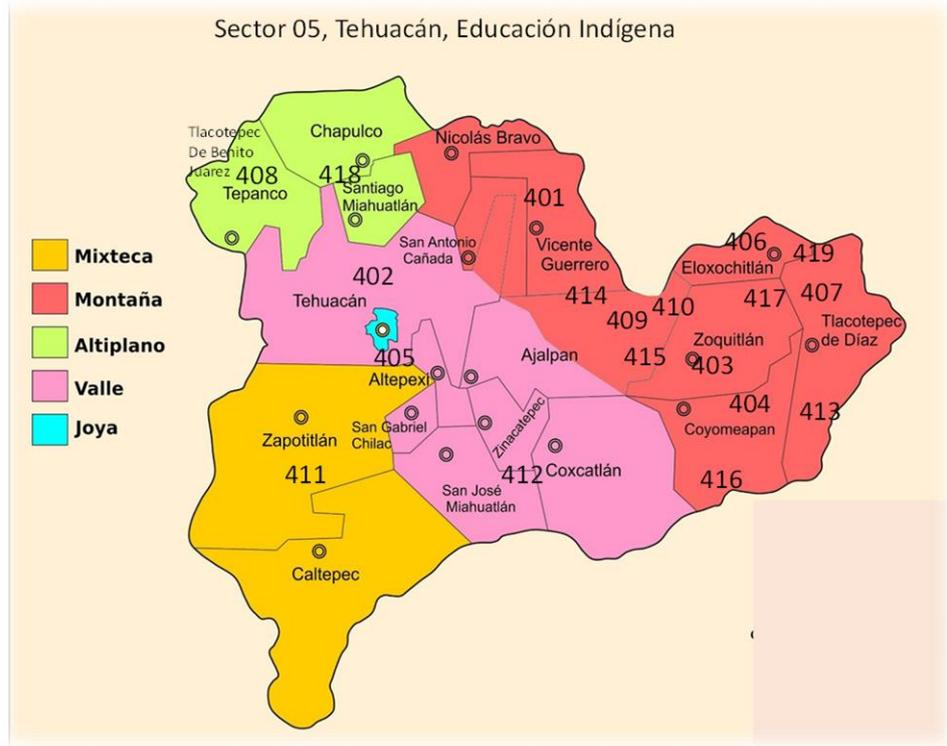 Sector 05, Tehuacán, Educación Indígena
Tlacotepec
De Benito
Juarez
408
Tepanco
Chapulco
418
Santiago
Miahuatlán
Nicolás Bravo
401
San Antonio
Cañada
Vicente
Guerrero
402
Tehuacán
406
Eloxochitlán
419
414
409
410
417
407
Tlacotepec
de Díaz
Zoquitlán
415
403
405
Altepexi
Ajalpan
404
Coyomeapan
413
416
Mixteca
Montaña
Altiplano
Valle
Joya
Zapotitlán
411
San Gabriel
Chilac
Zinacatepec
412
Coxcatlán
San José
Miahuatlán
Caltepec